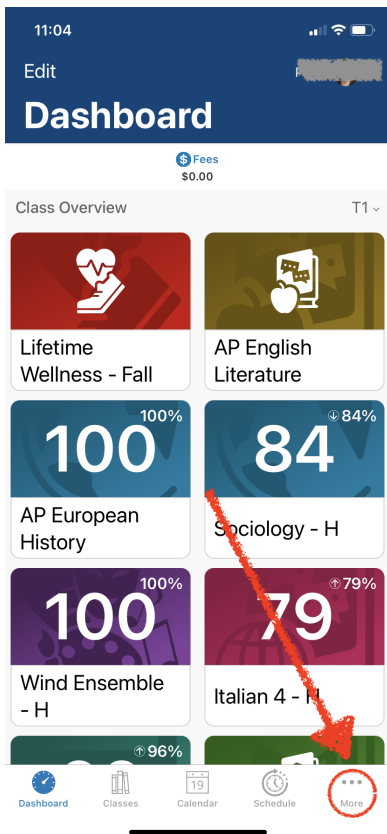 11:04
Edit
Dashboard
$ Fees
$0.00
Class Overview T1
Lifetime
Wellness - Fall
AP English
Literature
100%
100
AP European
History
84%
84
Sociology - H
100%
100
Wind Ensemble
- H
79%
79
Italian 4 - H
96%
19
Dashboard Classes Calendar Schedule More